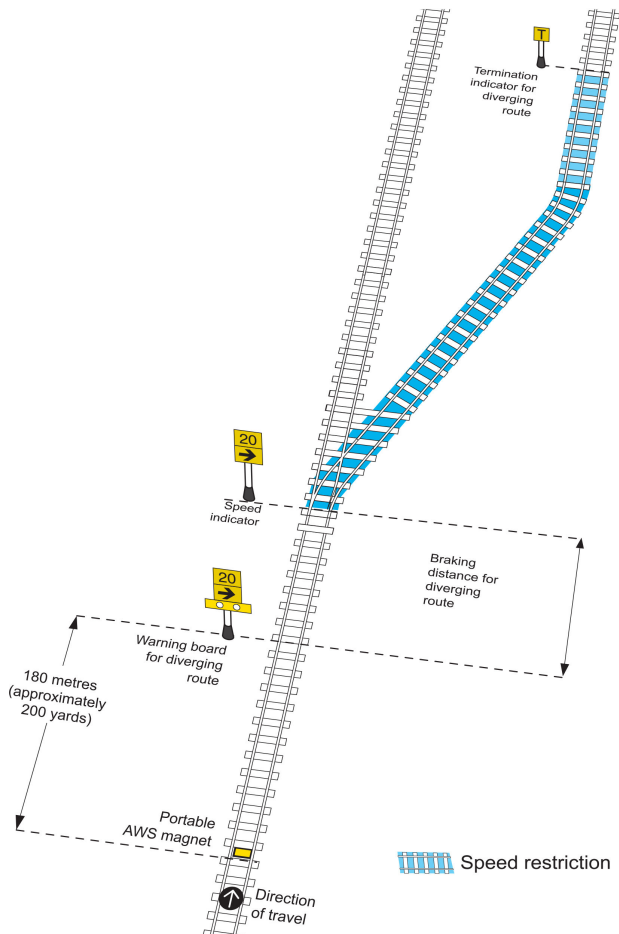 T
Termination
indicator for
diverging
route
20
Speed
indicator
Braking
distance for
diverging
route
20
Warning board
for diverging
route
180 metres
(approximately
200 yards)
Portable
AWS magnet
Speed restriction
Direction
of travel